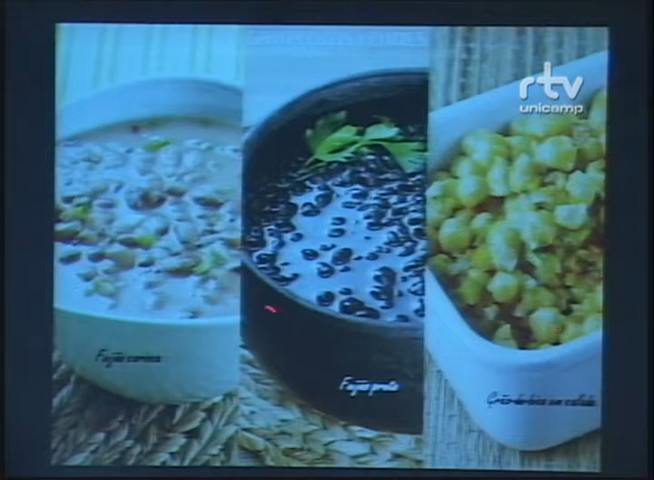 rtv
unicamp
Feijão carioca
Feijão preto
Grão-de-bico em salada